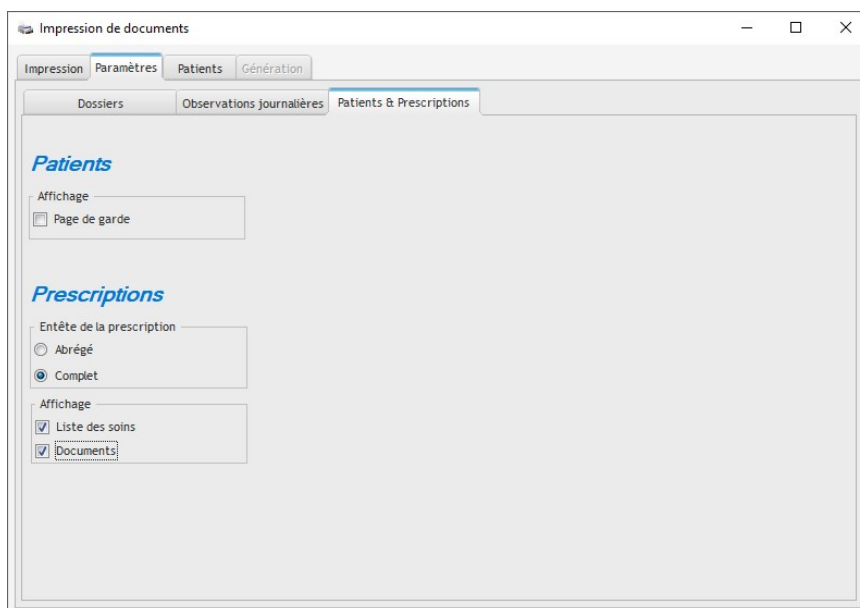 Impression de documents
Impression Paramètres Patients Génération
Dossiers Observations journalières Patients & Prescriptions
Patients
Affichage
Page de garde
Prescriptions
Entête de la prescription
Abrégé
Complet
Affichage
Liste des soins
Documents